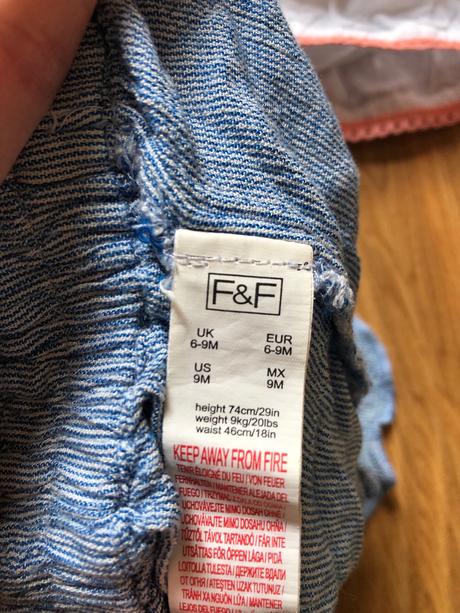 F&F
UK EUR
6-9M 6-9M
US MX
9M 9M
height 74cm/29in
weight 9kg/20lbs
waist 46cm/18in
KEEP AWAY FROM FIRE
TENIR ÉLOIGNÉ DU FEU / VON FEUER
FERNHALTEN / MANTENER ALEJADA DEL
FUEGO / TRZYMAĆ Z DALA OD OGNIA /
UCHOVÁVEJTE MIMO DOSAH OHNĚ /
UCHOVÁVAJTE MIMO DOSAHU OHŇA /
TŰZTŐL TÁVOL TARTANDÓ / FÅR INTE
UTSÄTTAS FÖR ÖPPEN LÅGA / PIDA
LOITOLLA TULESTA / ДЕРЖИТЕ ВДАЛИ
ОТ ОГНЯ / ATEŞTEN UZAK TUTUNUZ /
TRÁNH XA NGUỒN LỬA / MANTENER
LEJOS DEL FUEGO